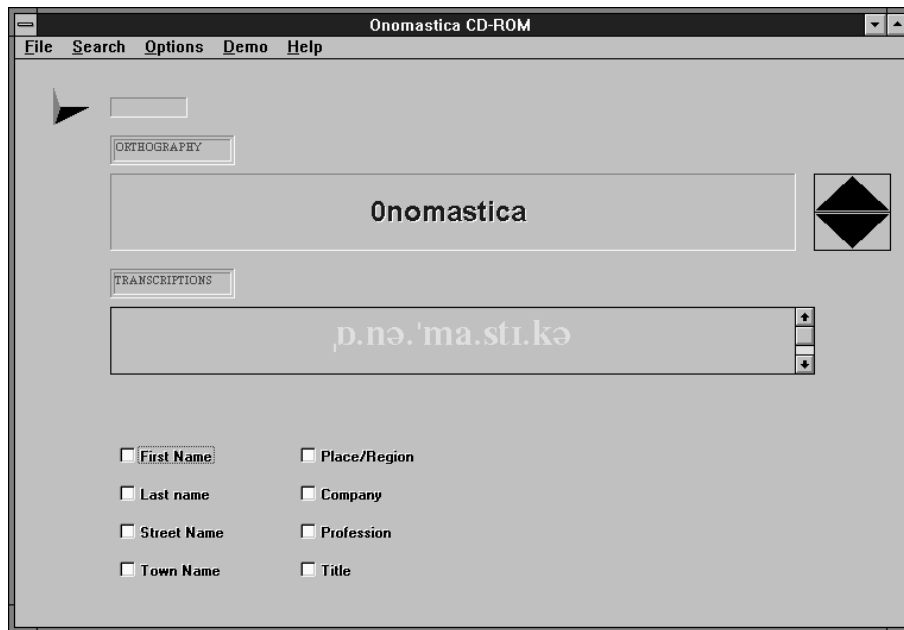 Onomastica CD-ROM
File Search Options Demo Help
ORTHOGRAPHY
Onomastica
TRANSCRIPTIONS
ˌɒ.nə.ˈma.stɪ.kə
First Name Place/Region
Last name Company
Street Name Profession
Town Name Title